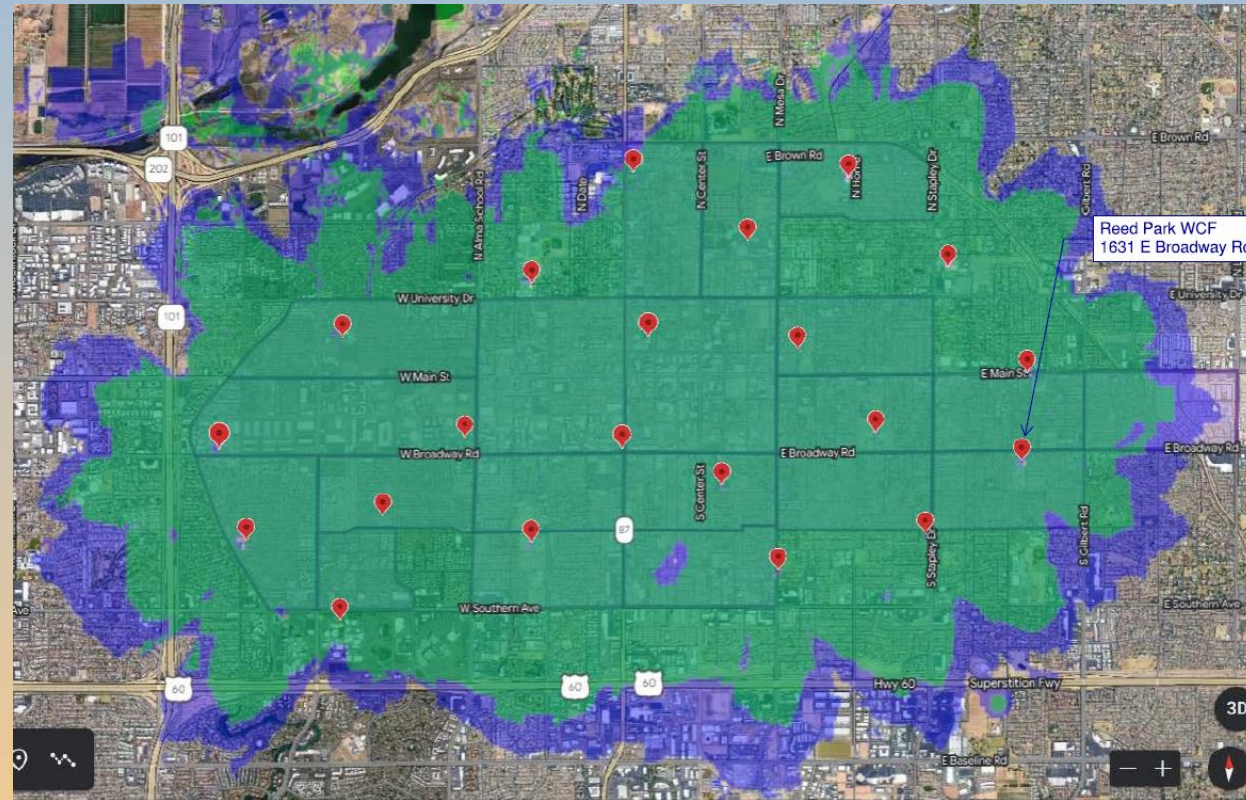 N Mesa Dr
101
E Brown Rd
202
E Brown Rd
N Center St
N Date
N Alma School Rd
N Horne
N Stapley Dr
Gilbert Rd
Reed Park WCF
1631 E Broadway Rd
W University Dr
E University Dr
101
W Main St
E Main St
W Broadway Rd
E Broadway Rd
E Broadway Rd
S Center St
87
S Stapley Dr
S Gilbert Rd
Ave
W Southern Ave
E Southern Ave
60
60
60
Hwy 60
Superstition Fwy
3D
E Baseline Rd